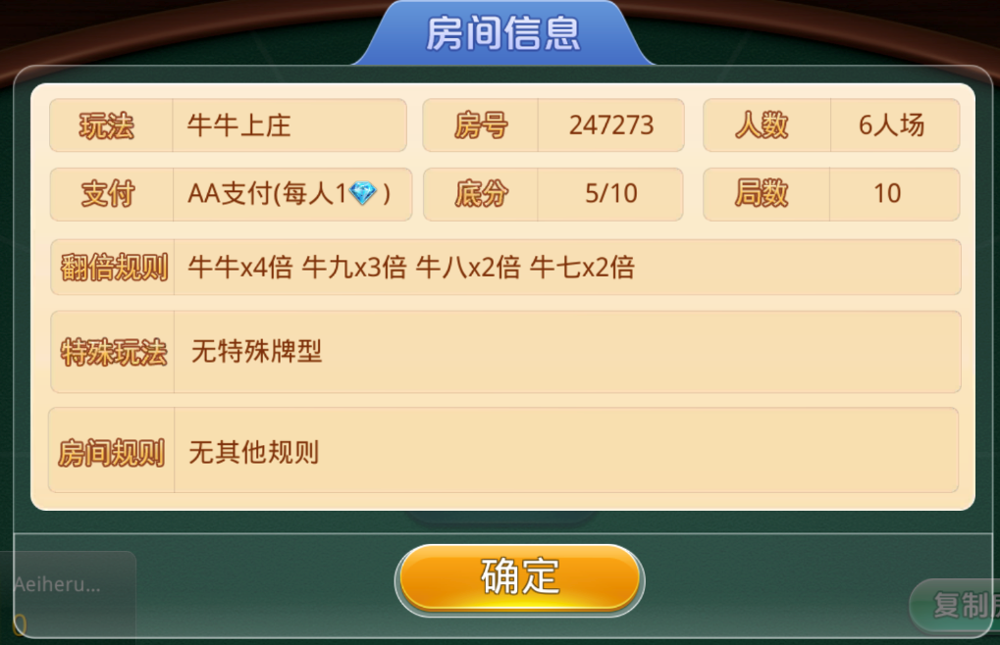 房间信息
玩法 牛牛上庄 房号 247273 人数 6人场
支付 AA支付(每人1) 底分 5/10 局数 10
翻倍规则 牛牛x4倍 牛九x3倍 牛八x2倍 牛七x2倍
特殊玩法 无特殊牌型
房间规则 无其他规则
确定
Aeiheru...
0
复制